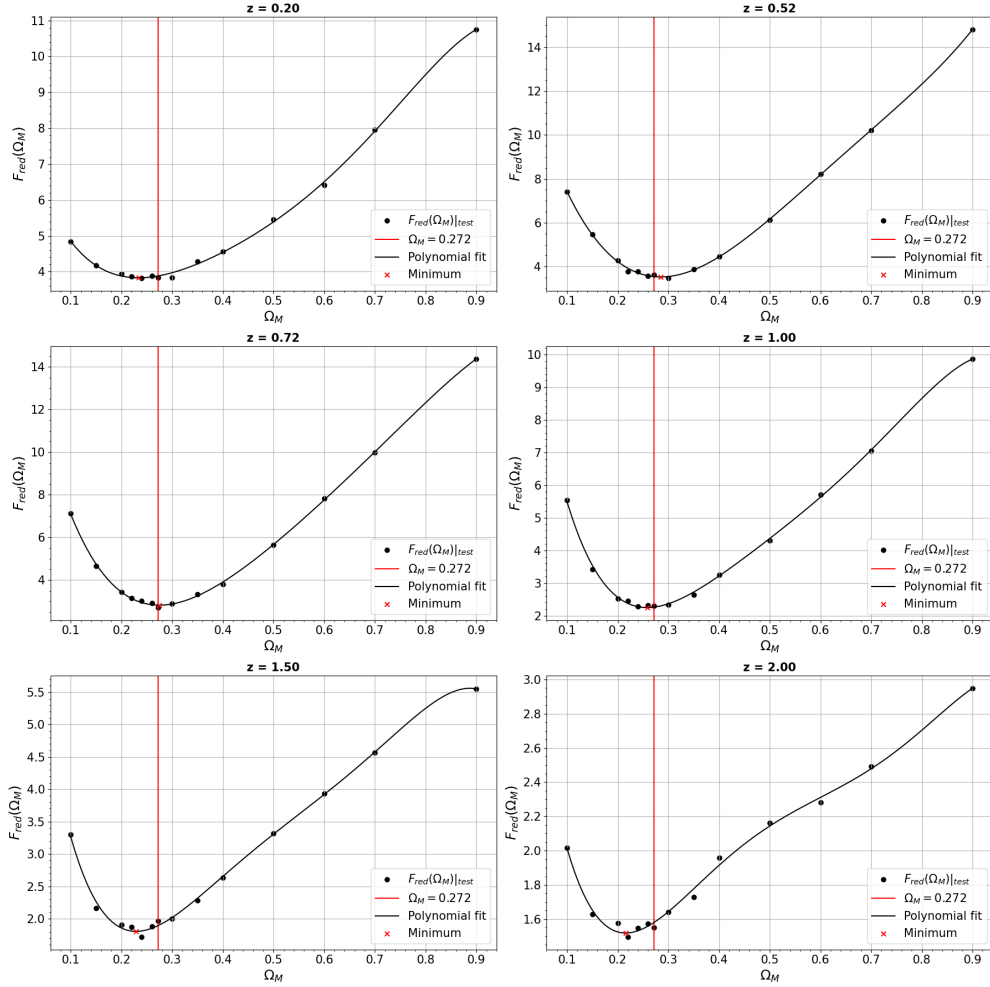 z = 0.20
11
10
9
8
7
6
5
4
F_red(Ω_M)
0.1 0.2 0.3 0.4 0.5 0.6 0.7 0.8 0.9
Ω_M
F_red(Ω_M)|_test
Ω_M = 0.272
Polynomial fit
Minimum
z = 0.52
14
12
10
8
6
4
F_red(Ω_M)
0.1 0.2 0.3 0.4 0.5 0.6 0.7 0.8 0.9
Ω_M
F_red(Ω_M)|_test
Ω_M = 0.272
Polynomial fit
Minimum
z = 0.72
14
12
10
8
6
4
F_red(Ω_M)
0.1 0.2 0.3 0.4 0.5 0.6 0.7 0.8 0.9
Ω_M
F_red(Ω_M)|_test
Ω_M = 0.272
Polynomial fit
Minimum
z = 1.00
10
9
8
7
6
5
4
3
2
F_red(Ω_M)
0.1 0.2 0.3 0.4 0.5 0.6 0.7 0.8 0.9
Ω_M
F_red(Ω_M)|_test
Ω_M = 0.272
Polynomial fit
Minimum
z = 1.50
5.5
5.0
4.5
4.0
3.5
3.0
2.5
2.0
F_red(Ω_M)
0.1 0.2 0.3 0.4 0.5 0.6 0.7 0.8 0.9
Ω_M
F_red(Ω_M)|_test
Ω_M = 0.272
Polynomial fit
Minimum
z = 2.00
3.0
2.8
2.6
2.4
2.2
2.0
1.8
1.6
F_red(Ω_M)
0.1 0.2 0.3 0.4 0.5 0.6 0.7 0.8 0.9
Ω_M
F_red(Ω_M)|_test
Ω_M = 0.272
Polynomial fit
Minimum